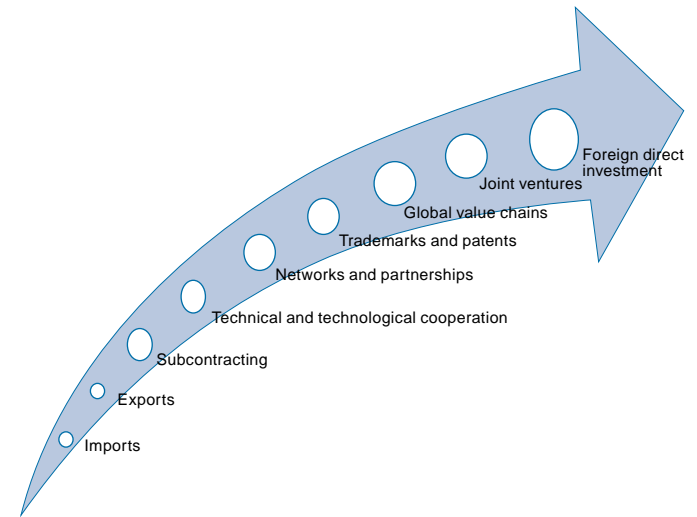 Foreign direct
investment
Joint ventures
Global value chains
Trademarks and patents
Networks and partnerships
Technical and technological cooperation
Subcontracting
Exports
Imports